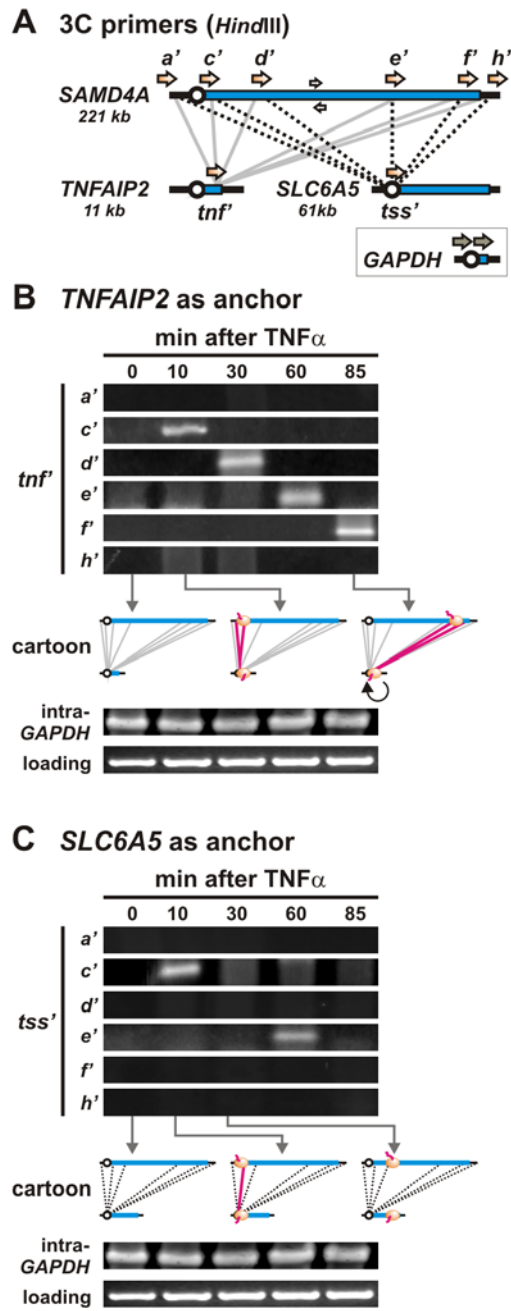 A 3C primers (HindIII)
a' c' d' e' f' h'
SAMD4A
221 kb
TNFAIP2
11 kb
tnf'
SLC6A5
61kb
tss'
GAPDH
B TNFAIP2 as anchor
min after TNFα
0 10 30 60 85
tnf'
a'
c'
d'
e'
f'
h'
cartoon
intra-
GAPDH
loading
C SLC6A5 as anchor
min after TNFα
0 10 30 60 85
tss'
a'
c'
d'
e'
f'
h'
cartoon
intra-
GAPDH
loading